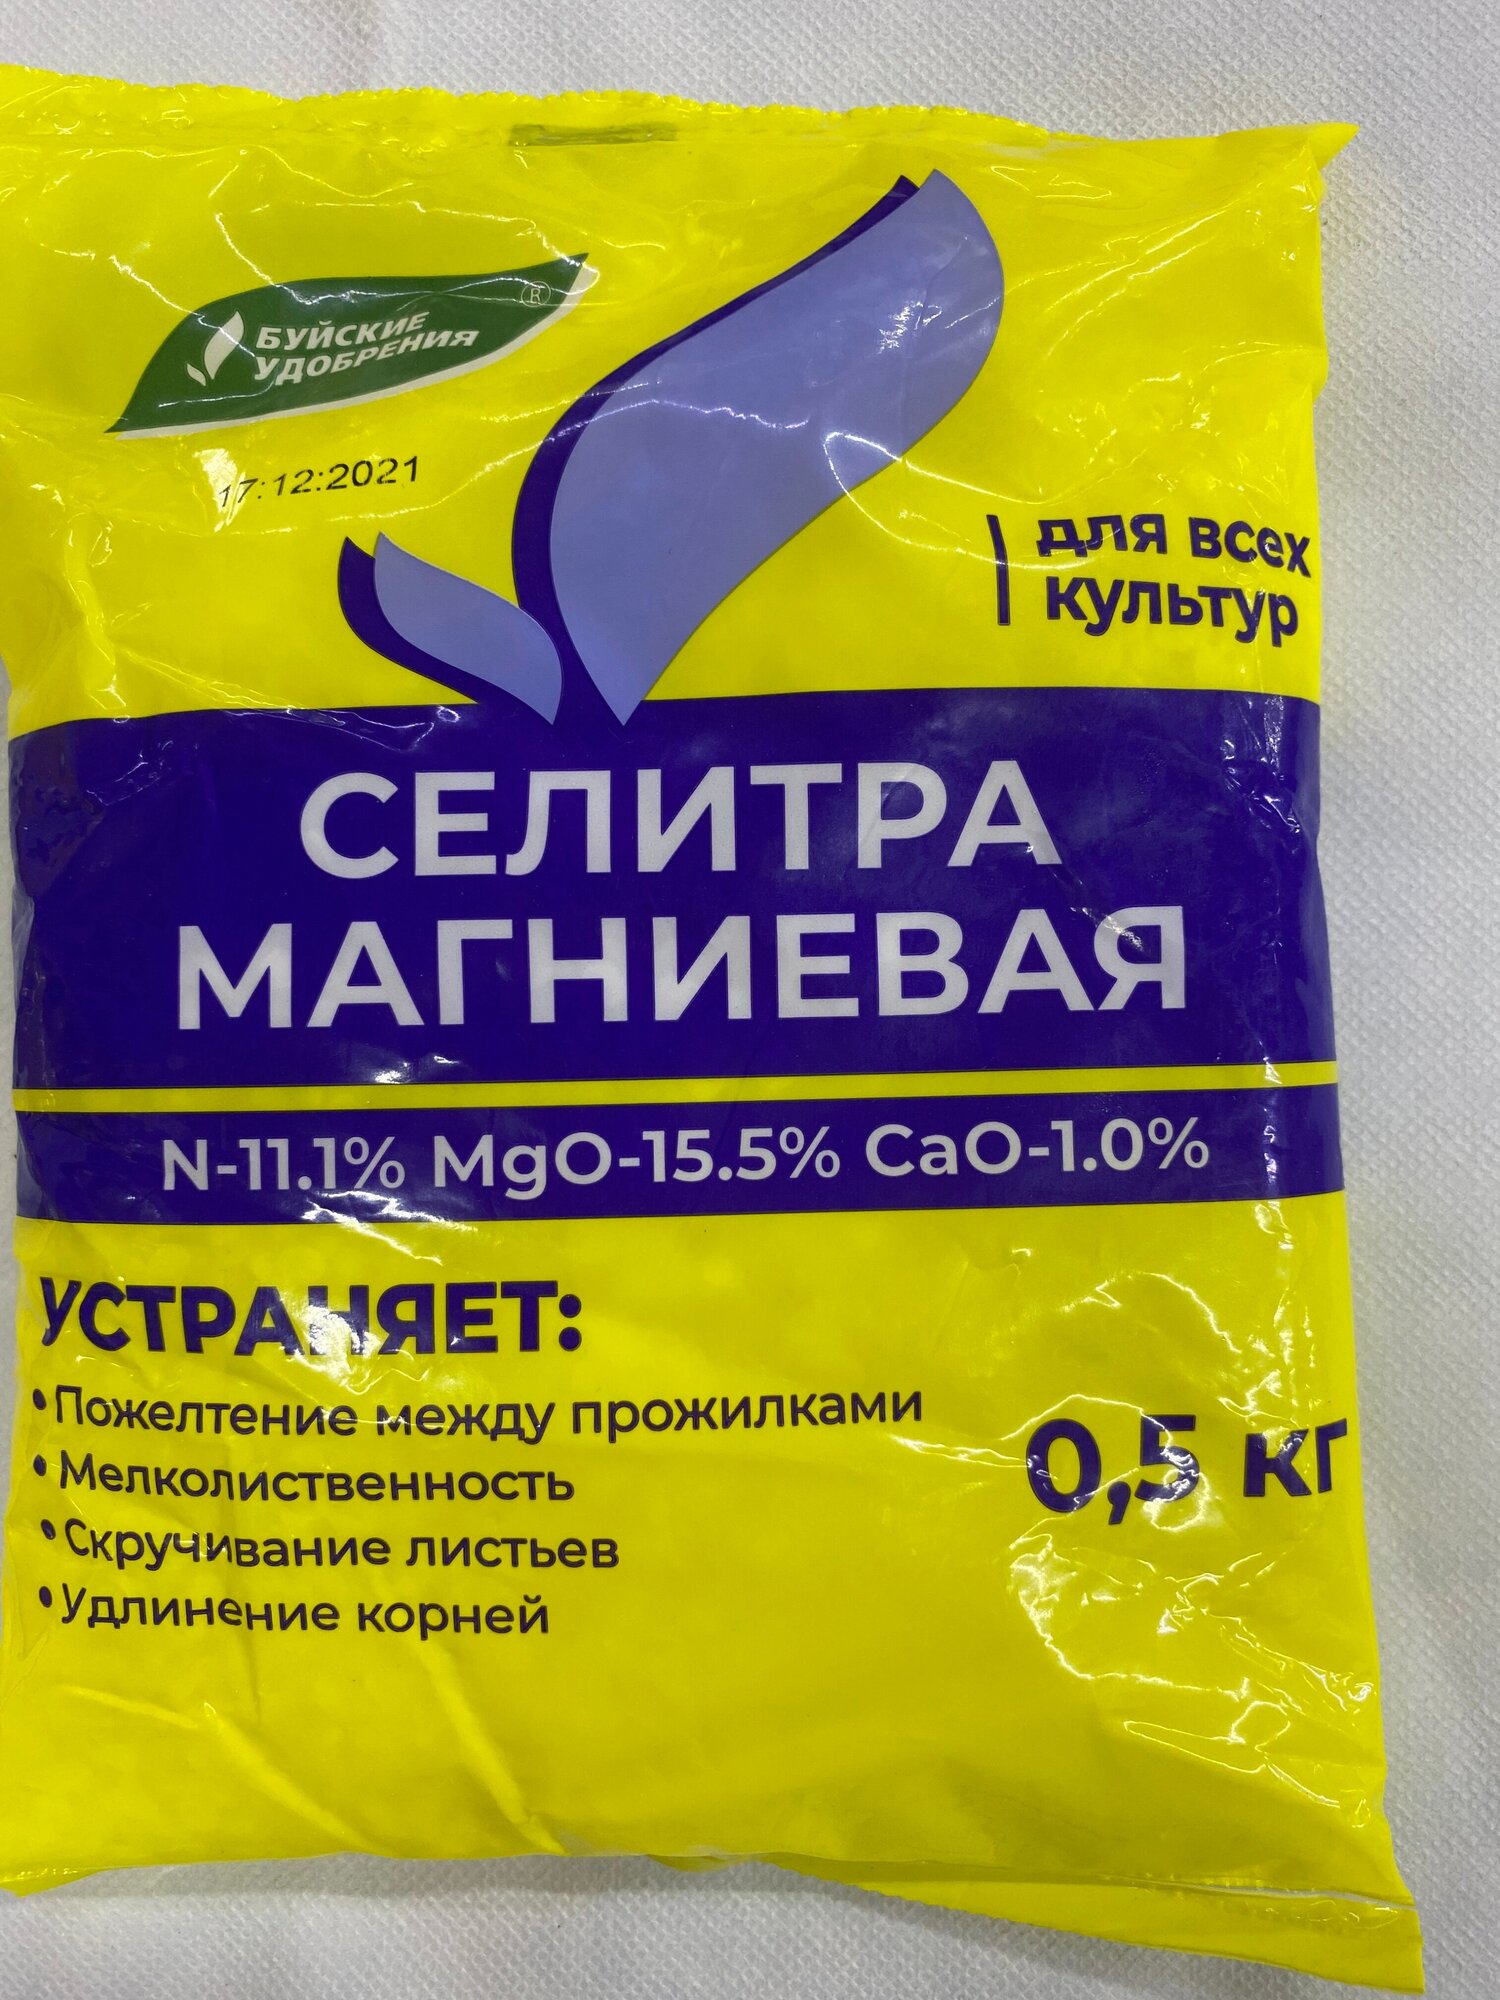 БУЙСКИЕ
УДОБРЕНИЯ
®
17:12:2021
для всех
культур
СЕЛИТРА
МАГНИЕВАЯ
N-11.1% MgO-15.5% CaO-1.0%
УСТРАНЯЕТ:
•Пожелтение между прожилками
•Мелколиственность
•Скручивание листьев
•Удлинение корней
0,5 кг